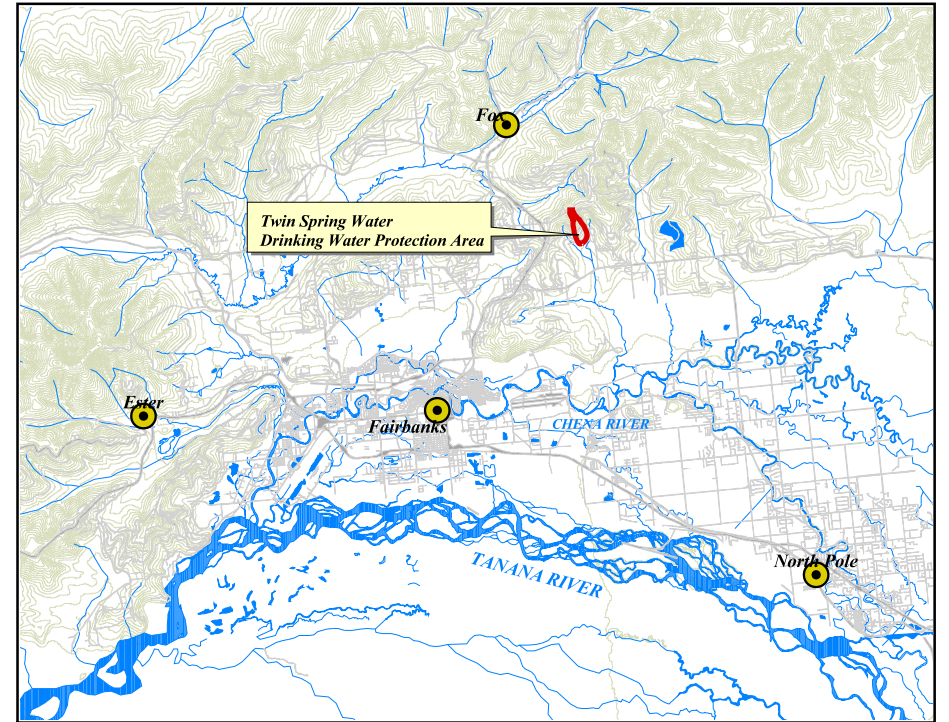 Fox
Twin Spring Water
Drinking Water Protection Area
Ester
Fairbanks
CHENA RIVER
TANANA RIVER
North Pole